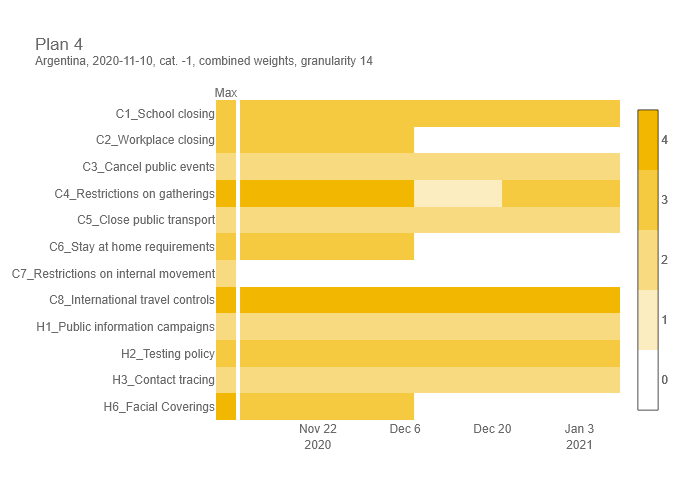 Plan 4
Argentina, 2020-11-10, cat. -1, combined weights, granularity 14
Max
C1_School closing
C2_Workplace closing
C3_Cancel public events
C4_Restrictions on gatherings
C5_Close public transport
C6_Stay at home requirements
C7_Restrictions on internal movement
C8_International travel controls
H1_Public information campaigns
H2_Testing policy
H3_Contact tracing
H6_Facial Coverings
Nov 22 Dec 6 Dec 20 Jan 3
2020 2021
4
3
2
1
0